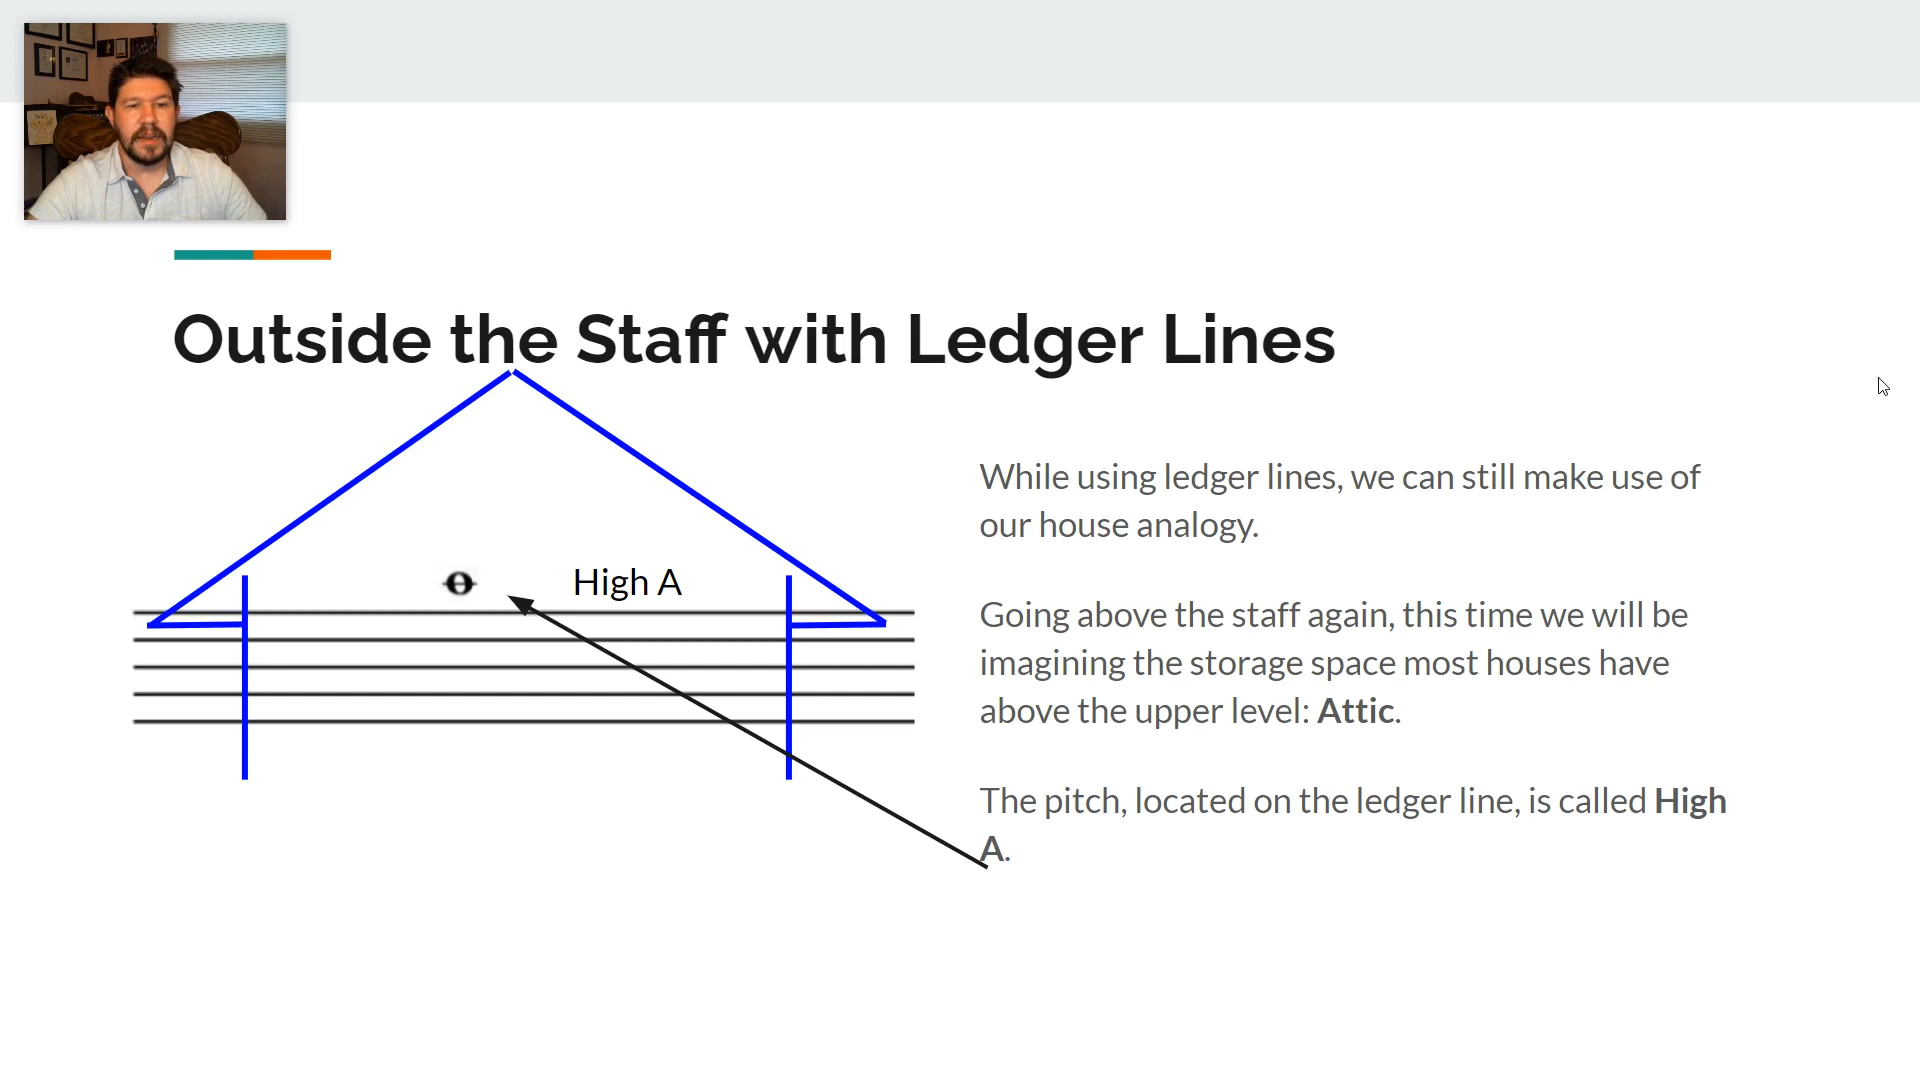 Outside the Staff with Ledger Lines
High A
While using ledger lines, we can still make use of
our house analogy.
Going above the staff again, this time we will be
imagining the storage space most houses have
above the upper level: Attic.
The pitch, located on the ledger line, is called High
A.